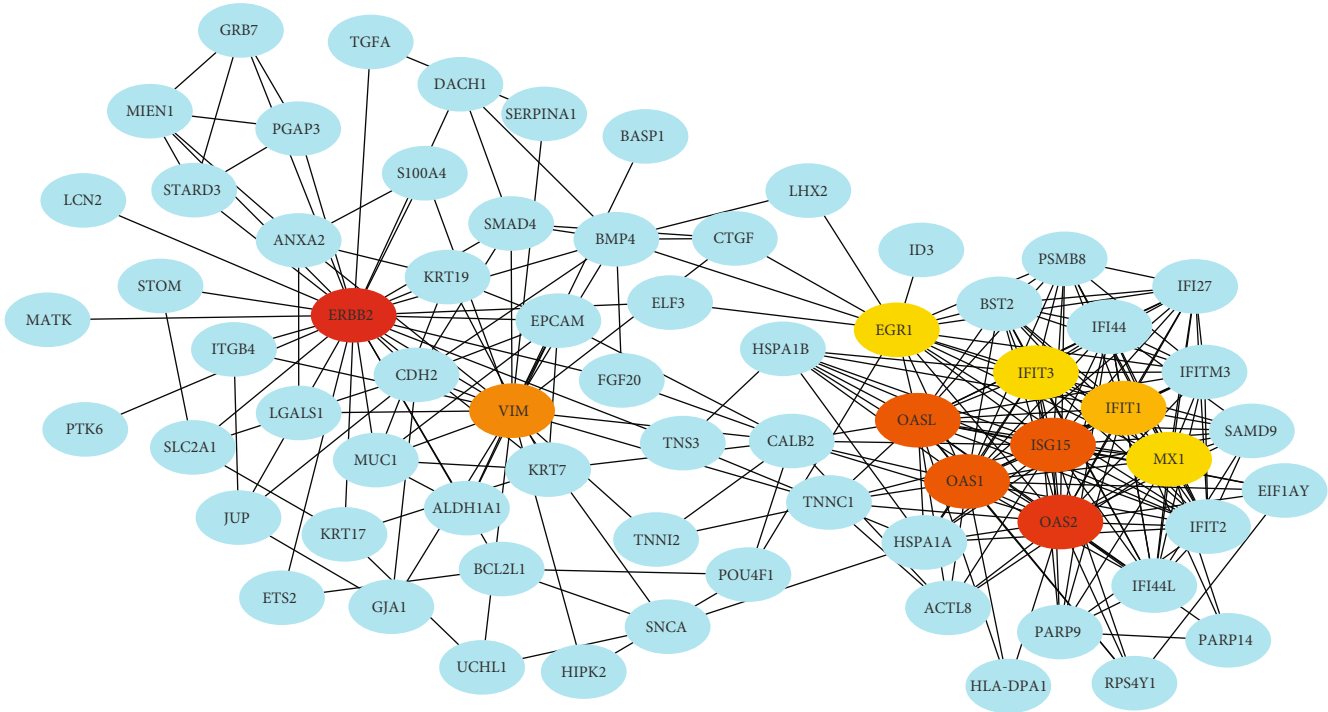 GRB7
TGFA
DACH1
MIEN1
SERPINA1
PGAP3
BASP1
S100A4
STARD3
LHX2
LCN2
SMAD4
ANXA2
BMP4
CTGF
ID3
PSMB8
KRT19
STOM
IFI27
BST2
ELF3
ERBB2
MATK
EPCAM
EGR1
IFI44
ITGB4
HSPA1B
CDH2
FGF20
IFIT3
IFITM3
LGALS1
VIM
IFIT1
PTK6
OASL
SAMD9
SLC2A1
TNS3
CALB2
ISG15
MUC1
KRT7
MX1
OAS1
EIF1AY
TNNC1
ALDH1A1
JUP
OAS2
IFIT2
KRT17
TNNI2
HSPA1A
BCL2L1
POU4F1
IFI44L
ETS2
GJA1
ACTL8
SNCA
PARP9
PARP14
UCHL1
HIPK2
HLA-DPA1
RPS4Y1